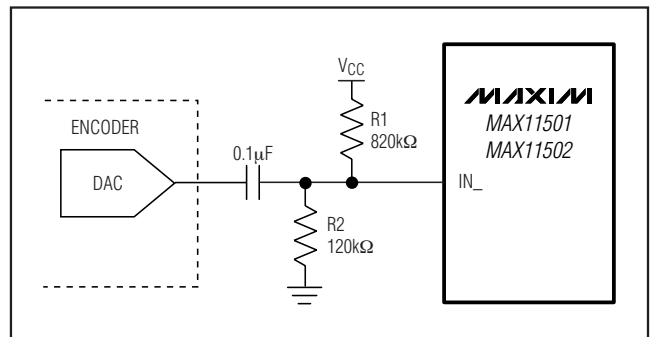 ENCODER
DAC
0.1µF
VCC
R1
820kΩ
R2
120kΩ
MAXIM
MAX11501
MAX11502
IN_